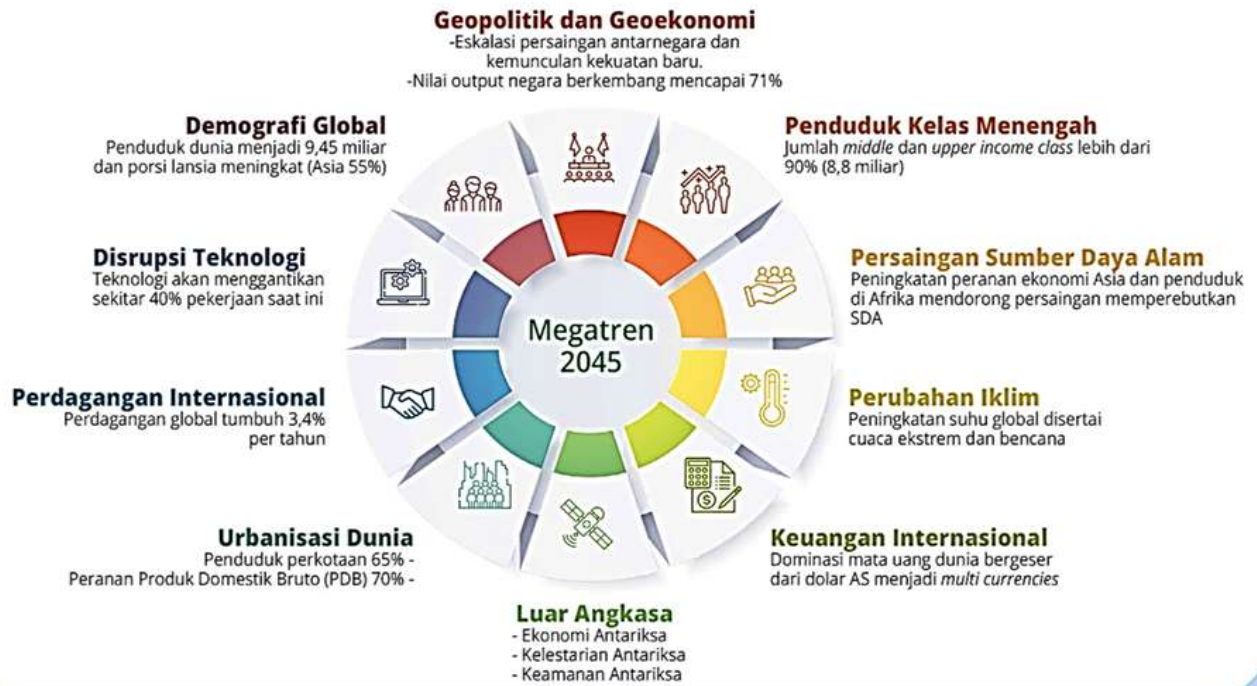 Geopolitik dan Geoekonomi
-Eskalasi persaingan antarnegara dan
kemunculan kekuatan baru.
-Nilai output negara berkembang mencapai 71%
Demografi Global
Penduduk dunia menjadi 9,45 miliar
dan porsi lansia meningkat (Asia 55%)
Penduduk Kelas Menengah
Jumlah middle dan upper income class lebih dari
90% (8,8 miliar)
Disrupsi Teknologi
Teknologi akan menggantikan
sekitar 40% pekerjaan saat ini
Persaingan Sumber Daya Alam
Peningkatan peranan ekonomi Asia dan penduduk
di Afrika mendorong persaingan memperebutkan
SDA
Megatren
2045
Perdagangan Internasional
Perdagangan global tumbuh 3,4%
per tahun
Perubahan Iklim
Peningkatan suhu global disertai
cuaca ekstrem dan bencana
Urbanisasi Dunia
Penduduk perkotaan 65% -
Peranan Produk Domestik Bruto (PDB) 70% -
Keuangan Internasional
Dominasi mata uang dunia bergeser
dari dolar AS menjadi multi currencies
Luar Angkasa
- Ekonomi Antariksa
- Kelestarian Antariksa
- Keamanan Antariksa